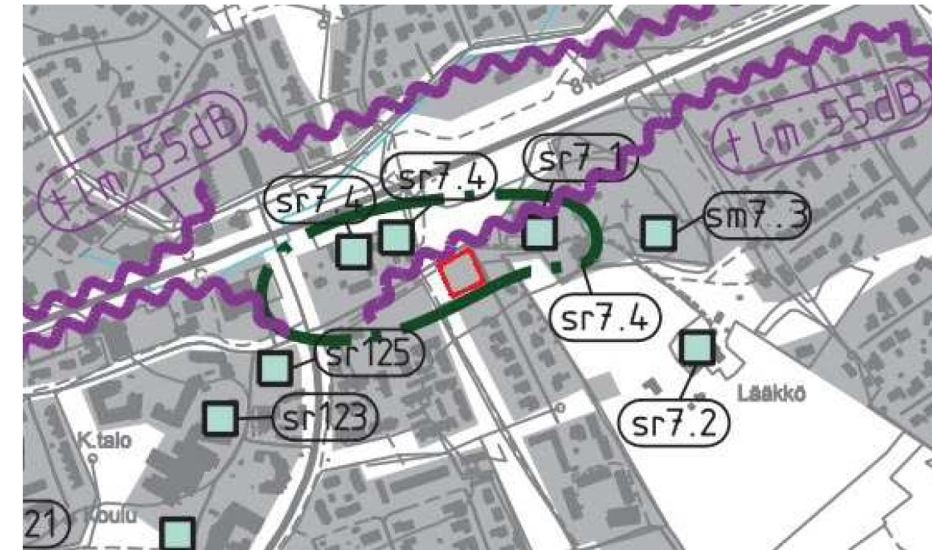 tlm 55dB
tlm 55dB
sr7.4
sr7.4
sr7.1
sm7.3
sr7.4
sr125
sr7.2
Lääkkö
sr123
K.talo
21
Koulu